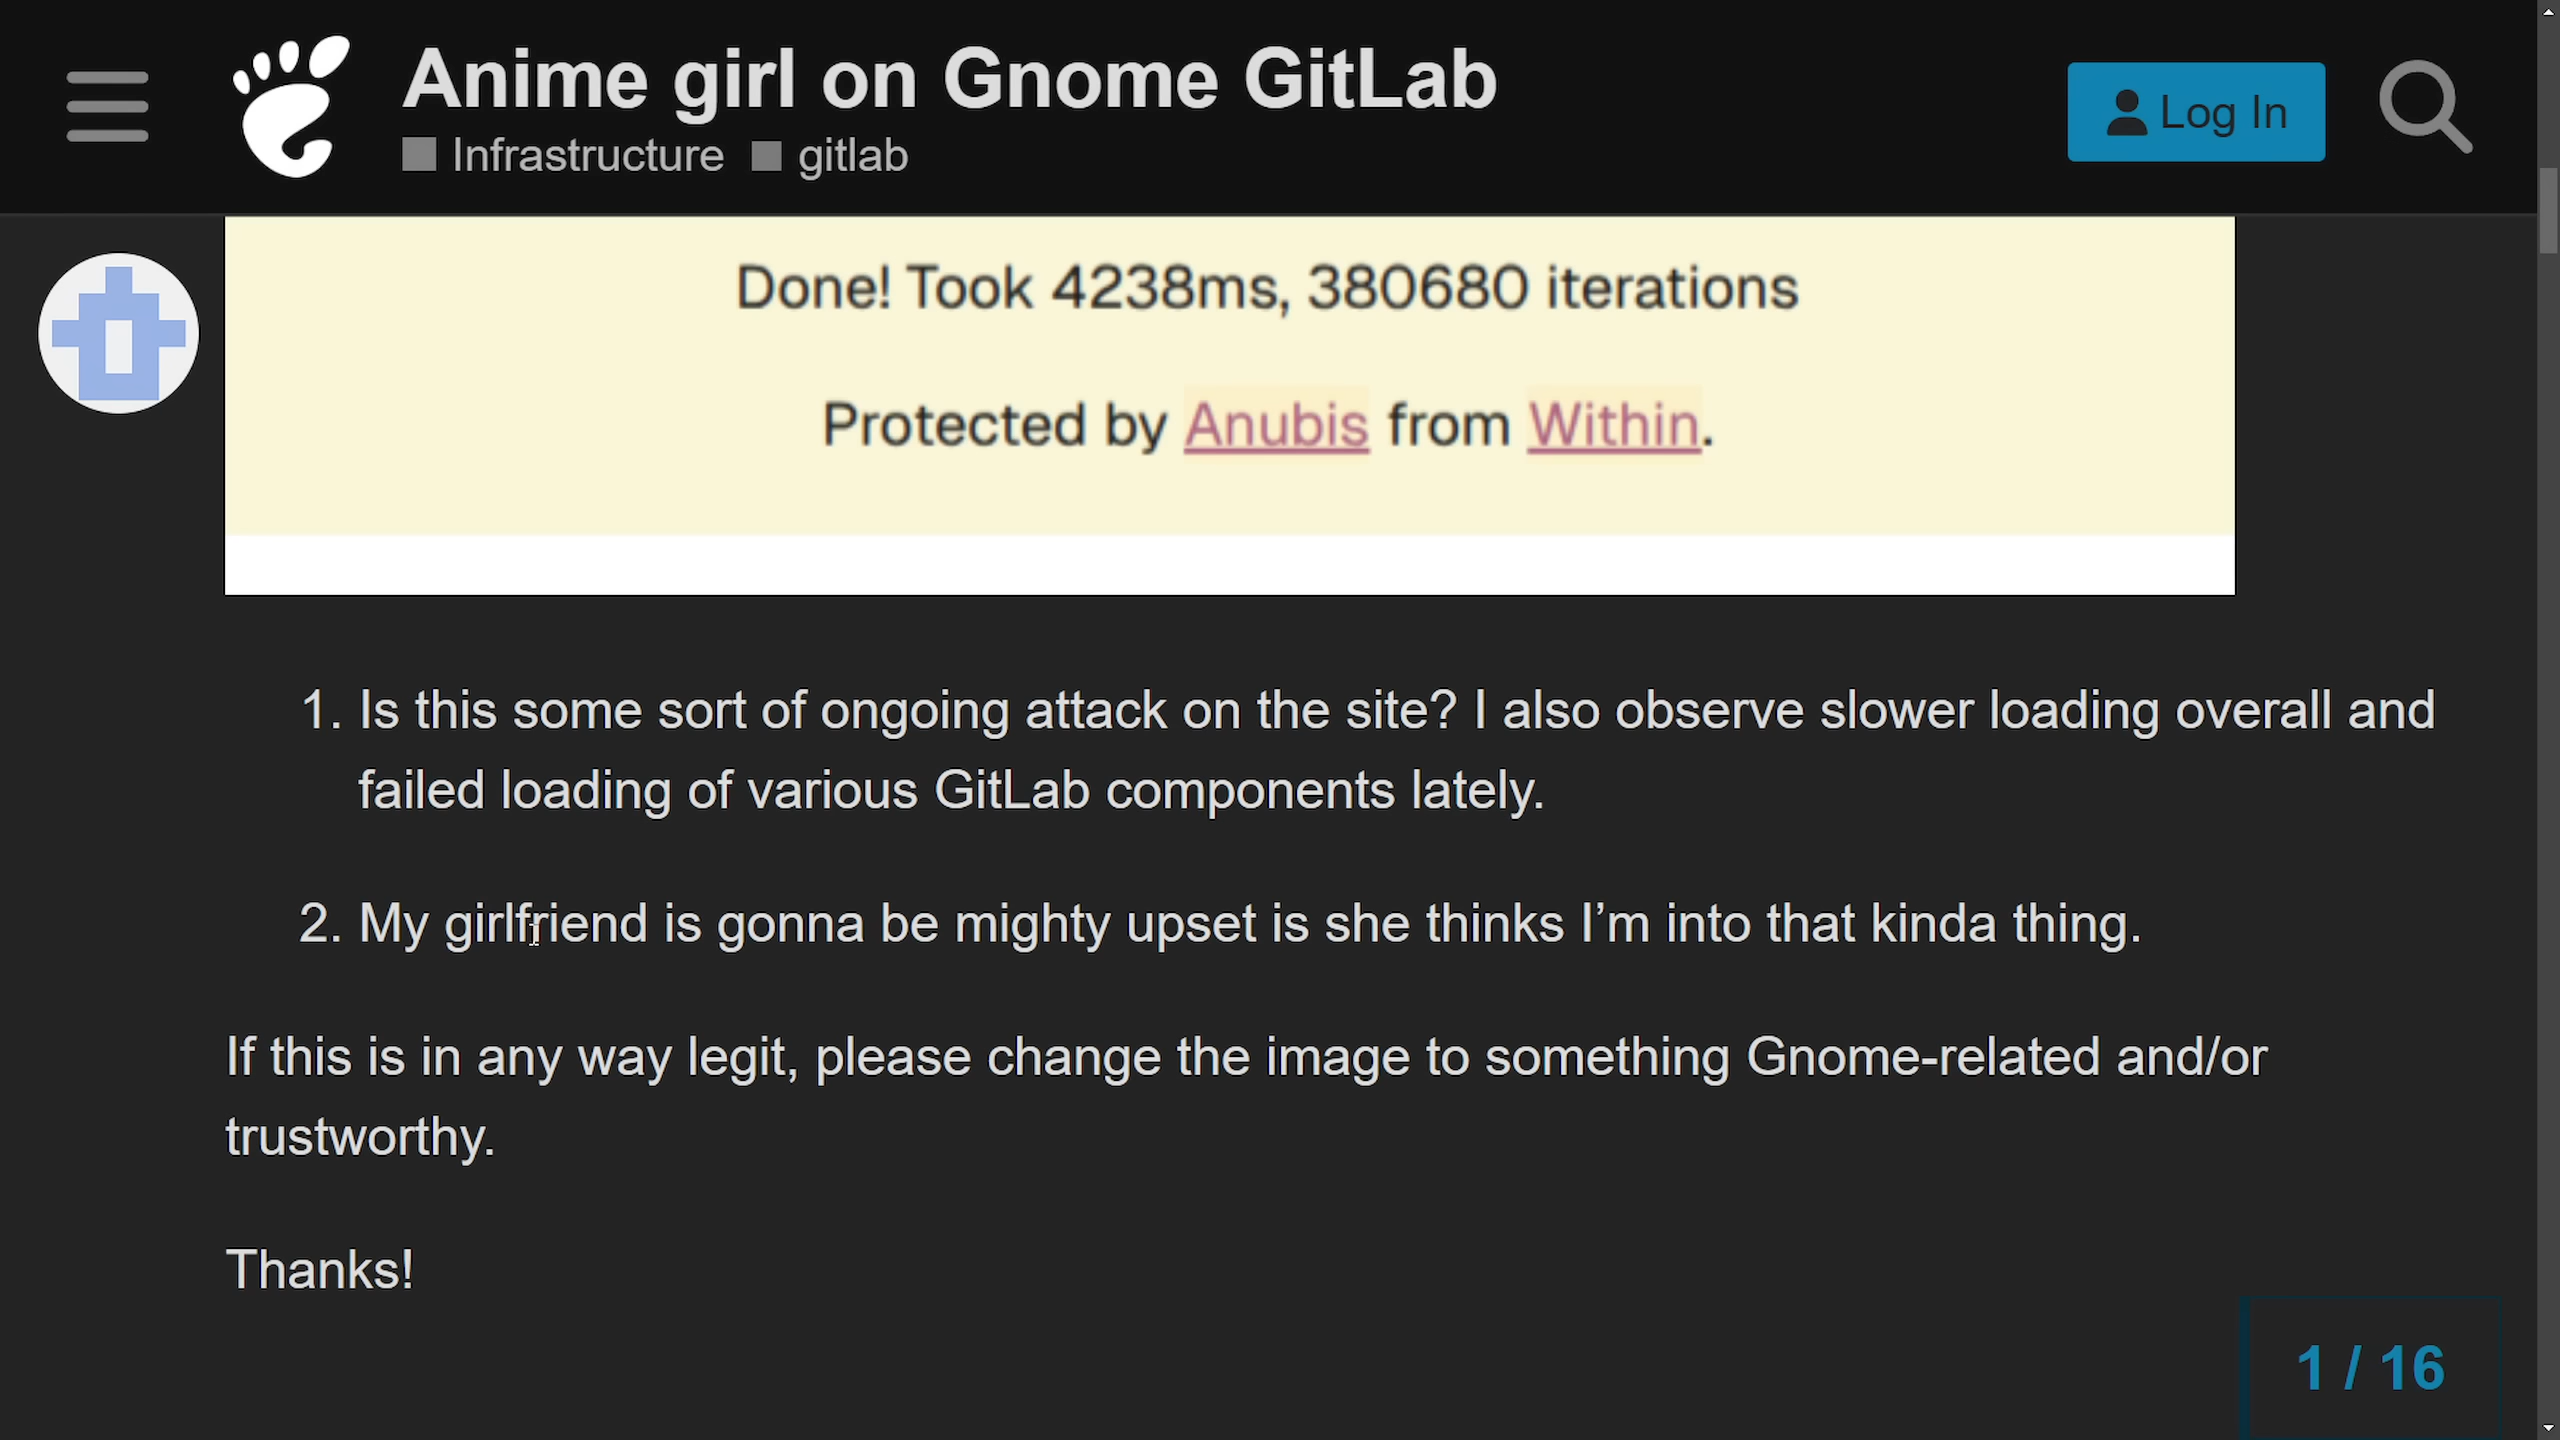 Anime girl on Gnome GitLab
Infrastructure gitlab
Log In
Done! Took 4238ms, 380680 iterations
Protected by Anubis from Within.
1. Is this some sort of ongoing attack on the site? I also observe slower loading overall and
failed loading of various GitLab components lately.
2. My girlfriend is gonna be mighty upset is she thinks I’m into that kinda thing.
If this is in any way legit, please change the image to something Gnome-related and/or
trustworthy.
Thanks!
1 / 16